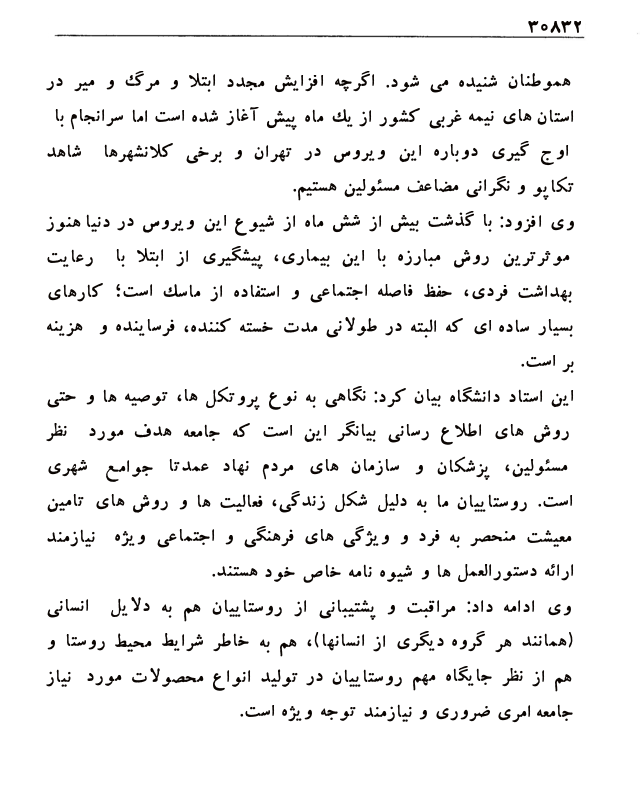 ۳۰۸۳۲
هموطنان شنیده می شود. اگرچه افزایش مجدد ابتلا و مرگ و میر در
استان های نیمه غربی کشور از یك ماه پیش آغاز شده است اما سرانجام با
اوج گیری دوباره این ویروس در تهران و برخی کلانشهرها شاهد
تکاپو و نگرانی مضاعف مسئولین هستیم.
وی افزود: با گذشت بیش از شش ماه از شیوع این ویروس در دنیا هنوز
موثرترین روش مبارزه با این بیماری، پیشگیری از ابتلا با رعایت
بهداشت فردی، حفظ فاصله اجتماعی و استفاده از ماسك است؛ کارهای
بسیار ساده ای که البته در طولانی مدت خسته کننده، فرساینده و هزینه
بر است.
این استاد دانشگاه بیان کرد: نگاهی به نوع پروتکل ها، توصیه ها و حتی
روش های اطلاع رسانی بیانگر این است که جامعه هدف مورد نظر
مسئولین، پزشکان و سازمان های مردم نهاد عمدتا جوامع شهری
است. روستاییان ما به دلیل شکل زندگی، فعالیت ها و روش های تامین
معیشت منحصر به فرد و ویژگی های فرهنگی و اجتماعی ویژه نیازمند
ارائه دستورالعمل ها و شیوه نامه خاص خود هستند.
وی ادامه داد: مراقبت و پشتیبانی از روستاییان هم به دلایل انسانی
(همانند هر گروه دیگری از انسانها)، هم به خاطر شرایط محیط روستا و
هم از نظر جایگاه مهم روستاییان در تولید انواع محصولات مورد نیاز
جامعه امری ضروری و نیازمند توجه ویژه است.